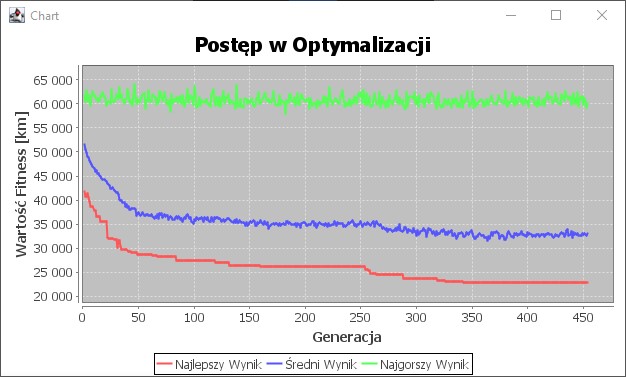 Chart
Postęp w Optymalizacji
Wartość Fitness [km]
65 000
60 000
55 000
50 000
45 000
40 000
35 000
30 000
25 000
20 000
0 50 100 150 200 250 300 350 400 450
Generacja
Najlepszy Wynik Średni Wynik Najgorszy Wynik